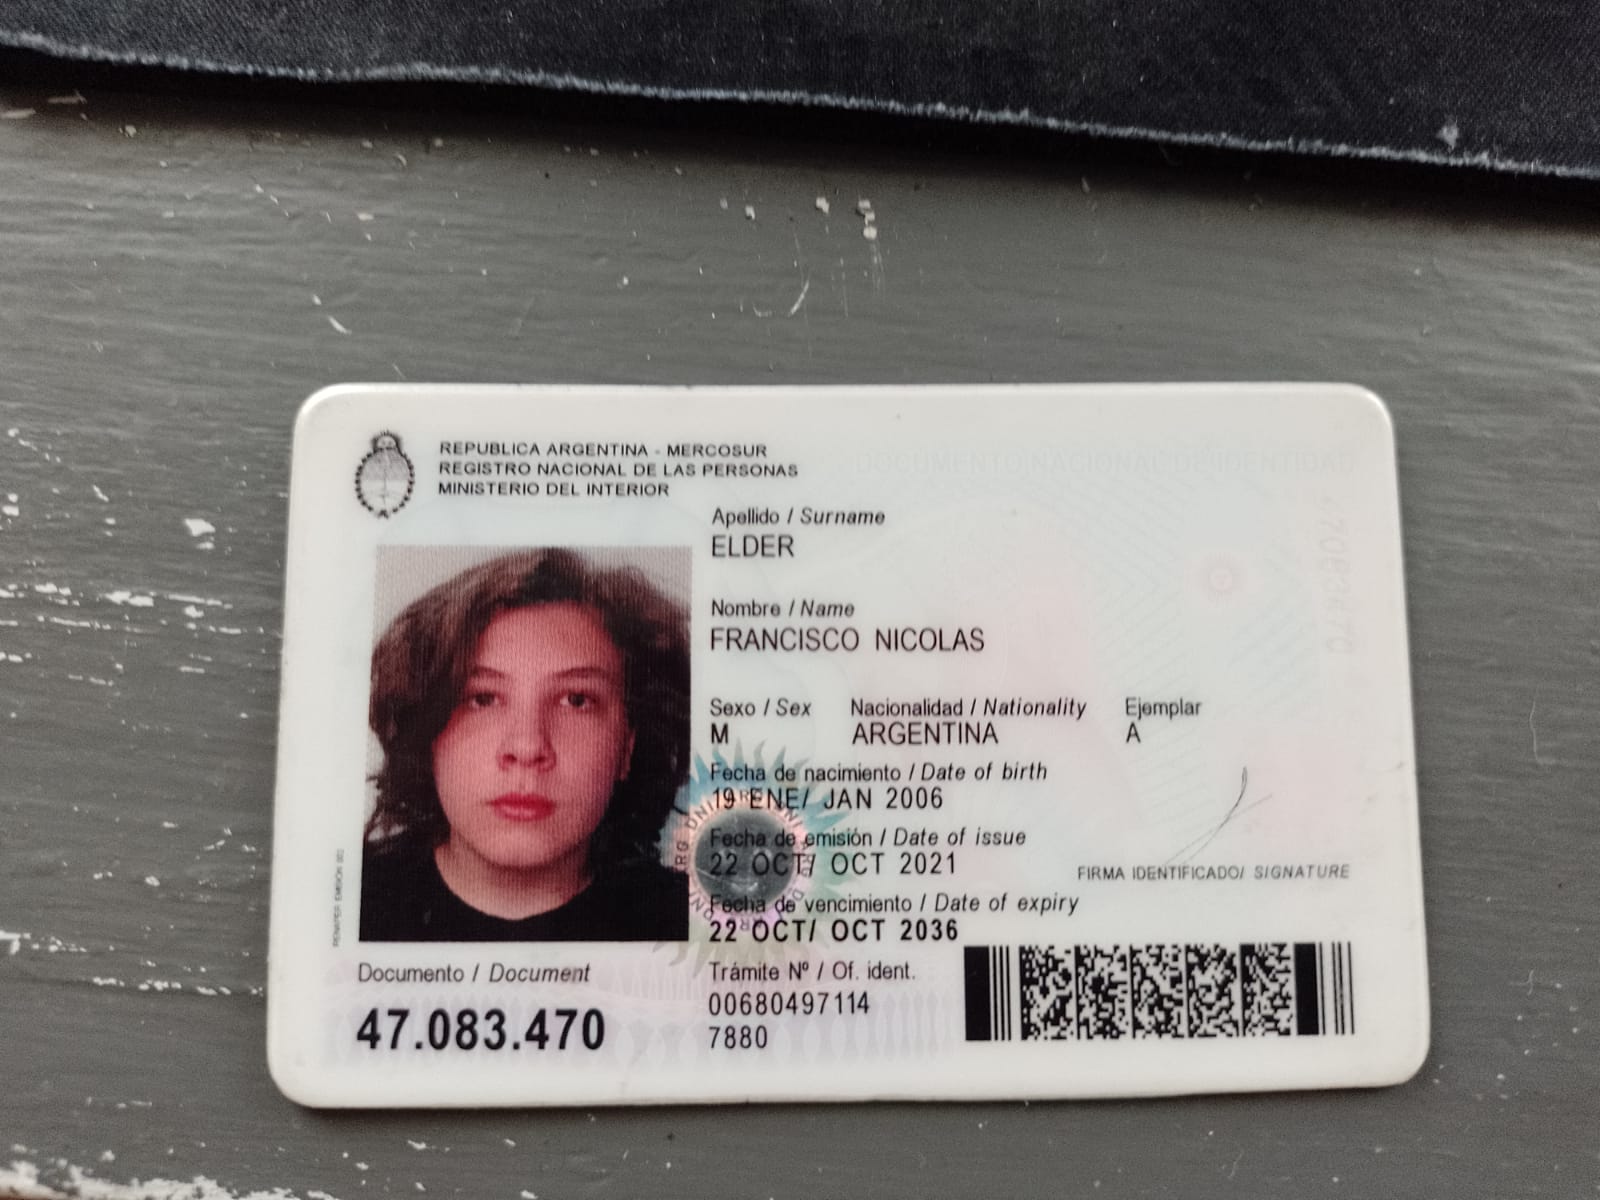 REPUBLICA ARGENTINA - MERCOSUR
REGISTRO NACIONAL DE LAS PERSONAS
MINISTERIO DEL INTERIOR
DOCUMENTO NACIONAL DE IDENTIDAD
Apellido / Surname
ELDER
Nombre / Name
FRANCISCO NICOLAS
Sexo / Sex Nacionalidad / Nationality Ejemplar
M ARGENTINA A
Fecha de nacimiento / Date of birth
19 ENE/ JAN 2006
Fecha de emisión / Date of issue
22 OCT/ OCT 2021
FIRMA IDENTIFICADO/ SIGNATURE
Fecha de vencimiento / Date of expiry
22 OCT/ OCT 2036
Documento / Document
47.083.470
Trámite Nº / Of. ident.
00680497114
7880